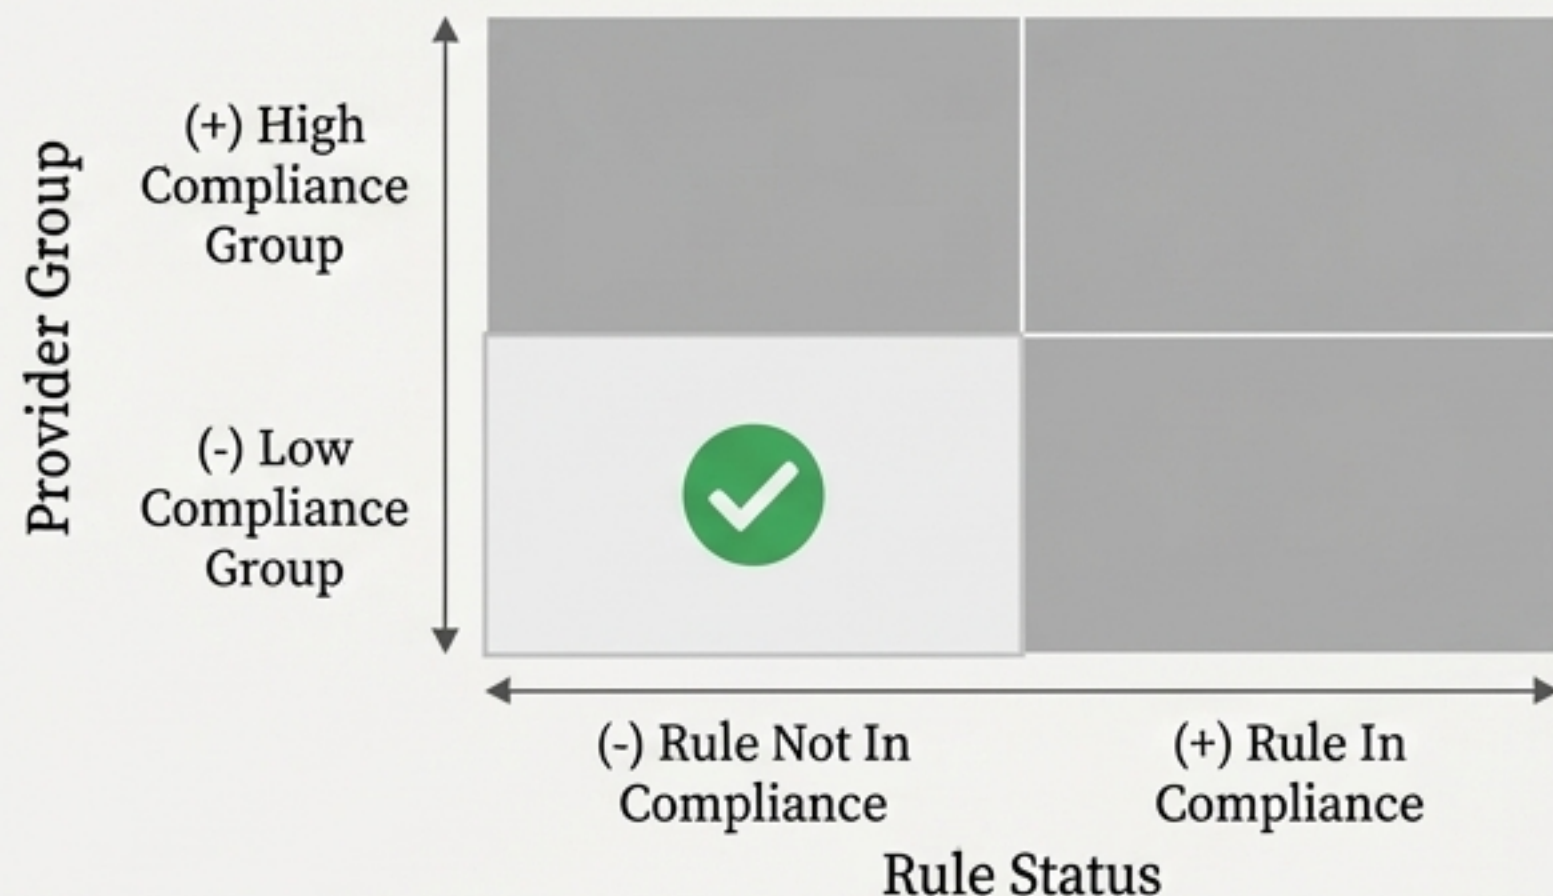 Provider Group
(+) High
Compliance
Group
(-) Low
Compliance
Group
(-) Rule Not In
Compliance
(+) Rule In
Compliance
Rule Status